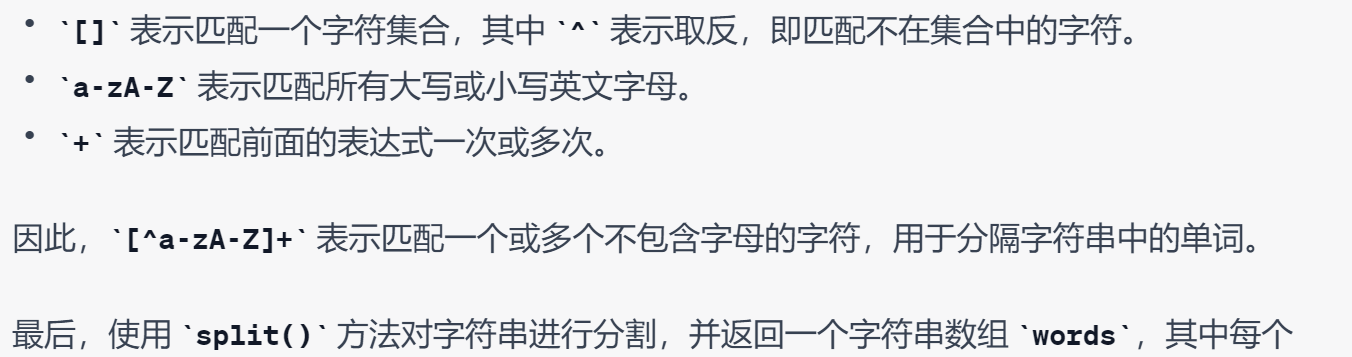 • `[]` 表示匹配一个字符集合，其中 `^` 表示取反，即匹配不在集合中的字符。
• `a-zA-Z` 表示匹配所有大写或小写英文字母。
• `+` 表示匹配前面的表达式一次或多次。
因此，`[^a-zA-Z]+` 表示匹配一个或多个不包含字母的字符，用于分隔字符串中的单词。
最后，使用 `split()` 方法对字符串进行分割，并返回一个字符串数组 `words`，其中每个